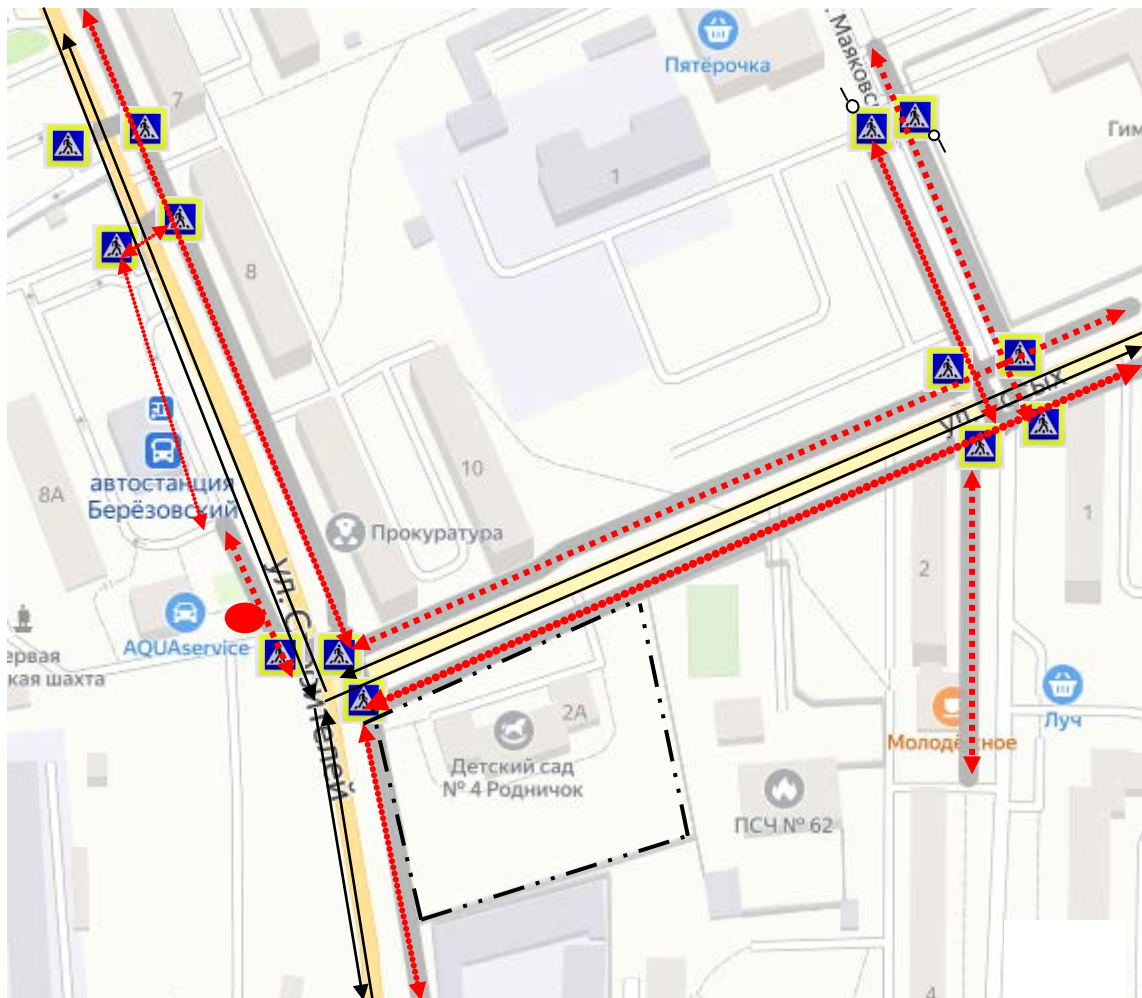 Пятёрочка
Маяковс
7
Гим
1
8
10
8А
автостанция
Берёзовский
Прокуратура
1
2
AQUAservice
ервая
кая шахта
2А
Луч
Молодёжное
Детский сад
№ 4 Родничок
ПСЧ № 62
4